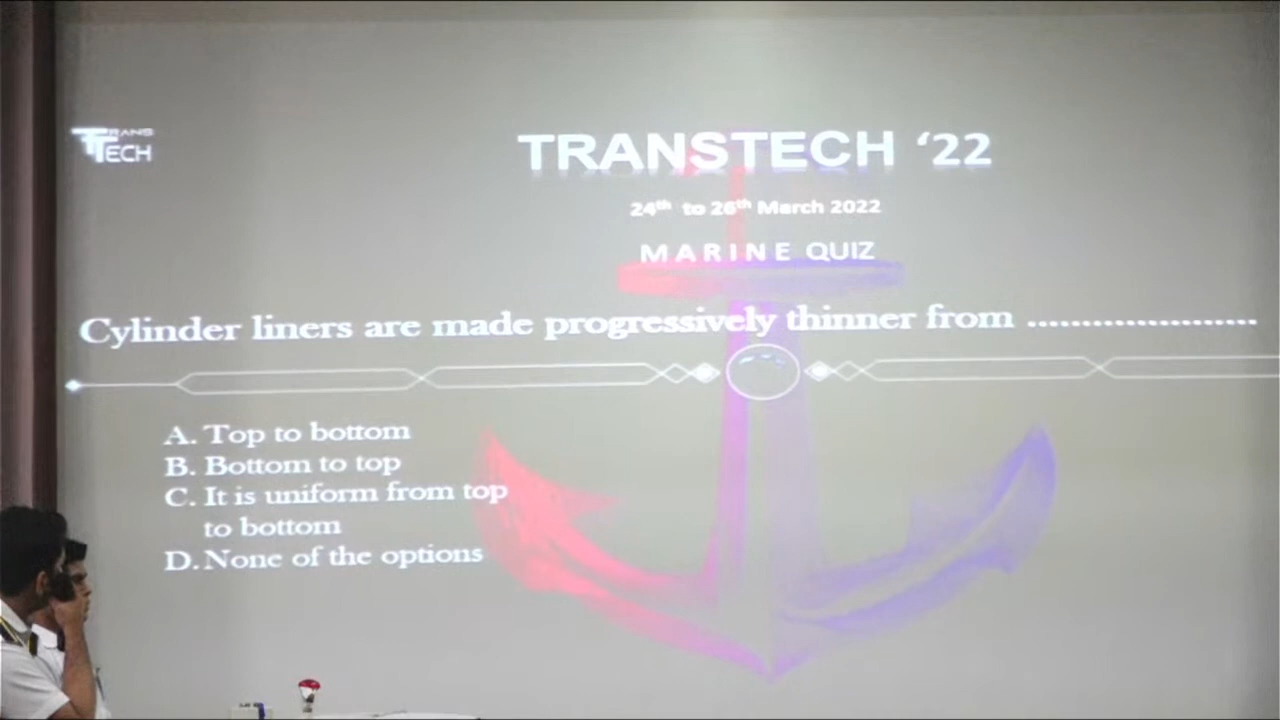 TRANS
TECH
TRANSTECH ‘22
24th to 26th March 2022
MARINE QUIZ
Cylinder liners are made progressively thinner from .....................
A. Top to bottom
B. Bottom to top
C. It is uniform from top
to bottom
D. None of the options